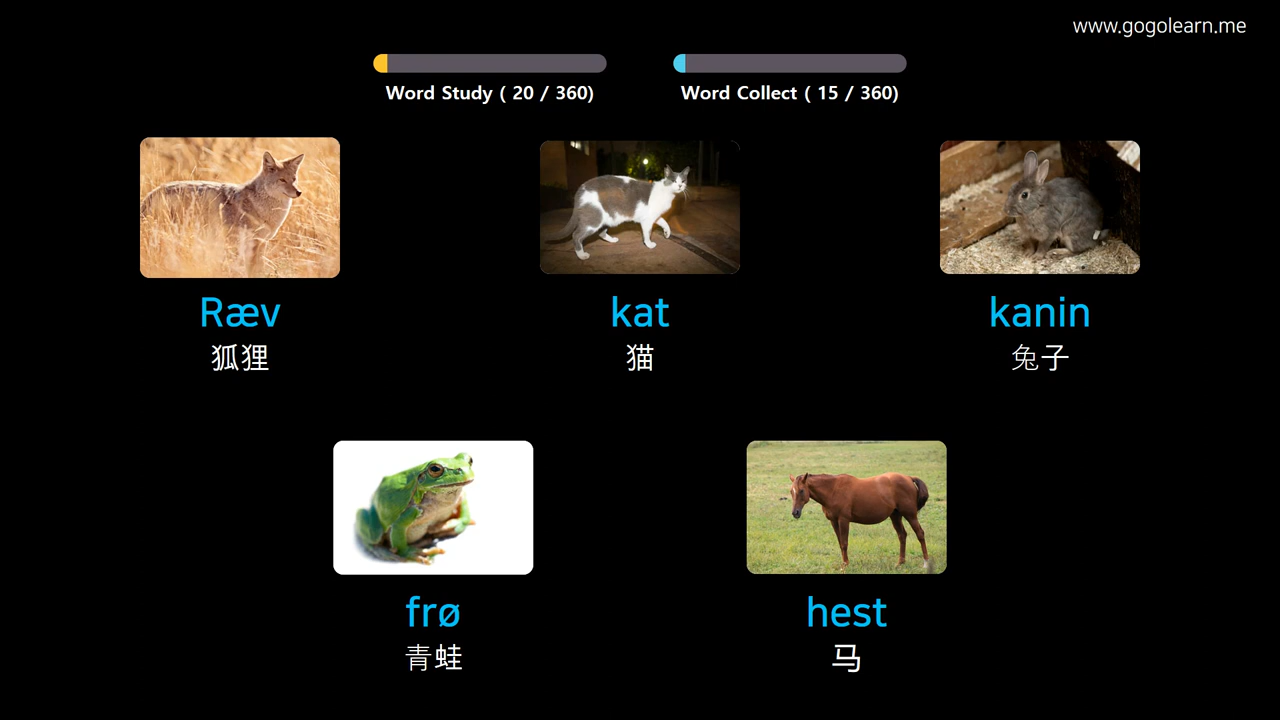 www.gogolearn.me
Word Study ( 20 / 360)
Word Collect ( 15 / 360)
Ræv
狐狸
kat
猫
kanin
兔子
frø
青蛙
hest
马